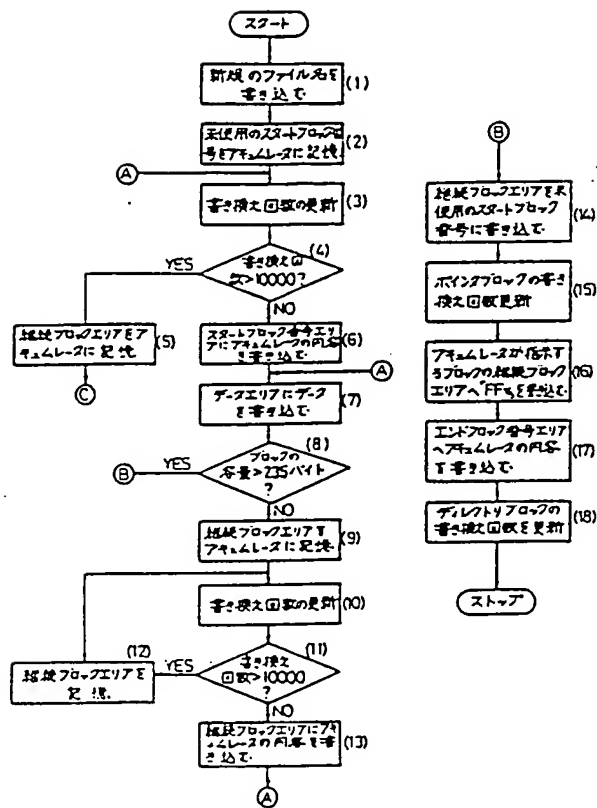 スタート
新規のファイル名を
書き込む
(1)
未使用のスタートブロック番
号をアキュムレータに記憶
(2)
A
書き換え回数の更新
(3)
(4)
書き換え回
数>10000?
YES
NO
継続ブロックエリアをア
キュムレータに記憶
(5)
C
スタートブロック番号エリ
アにアキュムレータの内容
を書き込む
(6)
A
データエリアにデータ
を書き込む
(7)
(8)
ブロックの
容量>235バイト
?
YES
B
NO
継続ブロックエリアを
アキュムレータに記憶
(9)
書き換え回数の更新
(10)
(11)
書き換え
回数>10000
?
YES
(12)
継続ブロックエリアを
記憶
NO
継続ブロックエリアにアキ
ュムレータの内容を書
き込む
(13)
A
B
継続ブロックエリアを未
使用のスタートブロック
番号に書き込む
(14)
ポインタブロックの書き
換え回数更新
(15)
アキュムレータが指示す
るブロックの継続ブロック
エリアへ"FF"を書き込む
(16)
エンドブロック番号エリア
へアキュムレータの内容
を書き込む
(17)
ディレクトリブロックの
書き換え回数を更新
(18)
ストップ